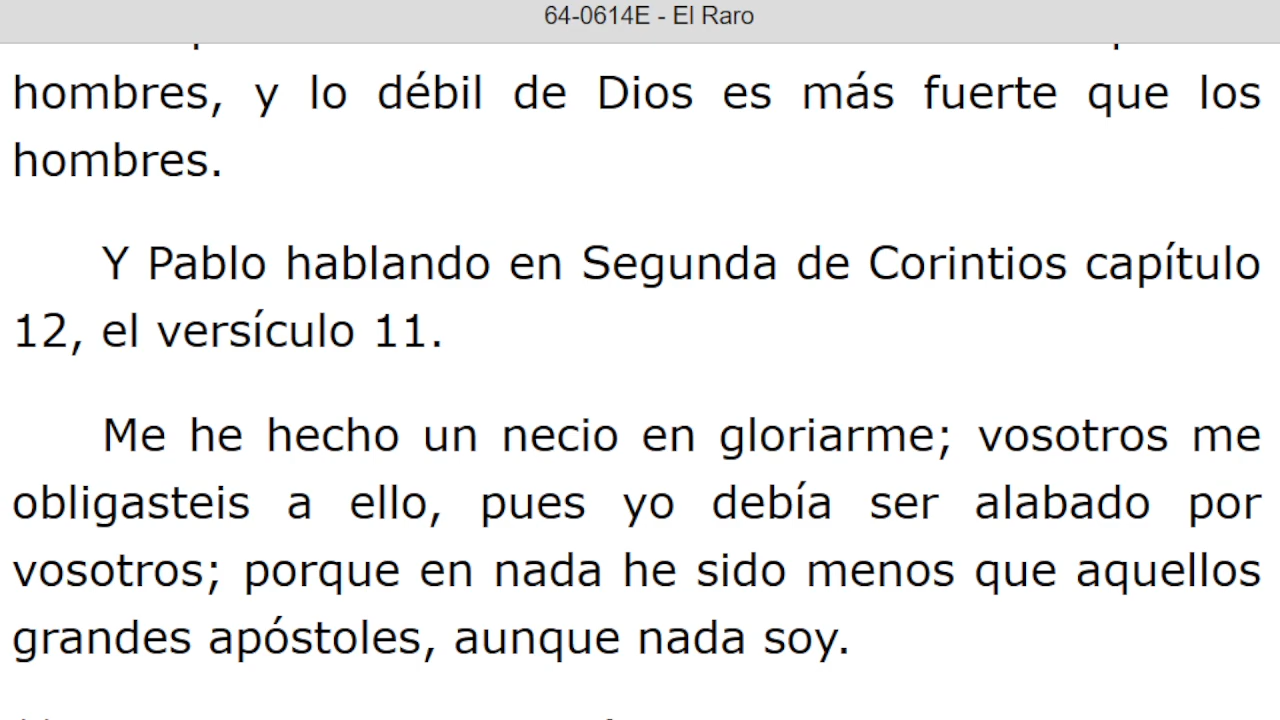 64-0614E - El Raro
hombres, y lo débil de Dios es más fuerte que los
hombres.
Y Pablo hablando en Segunda de Corintios capítulo
12, el versículo 11.
Me he hecho un necio en gloriarme; vosotros me
obligasteis a ello, pues yo debía ser alabado por
vosotros; porque en nada he sido menos que aquellos
grandes apóstoles, aunque nada soy.